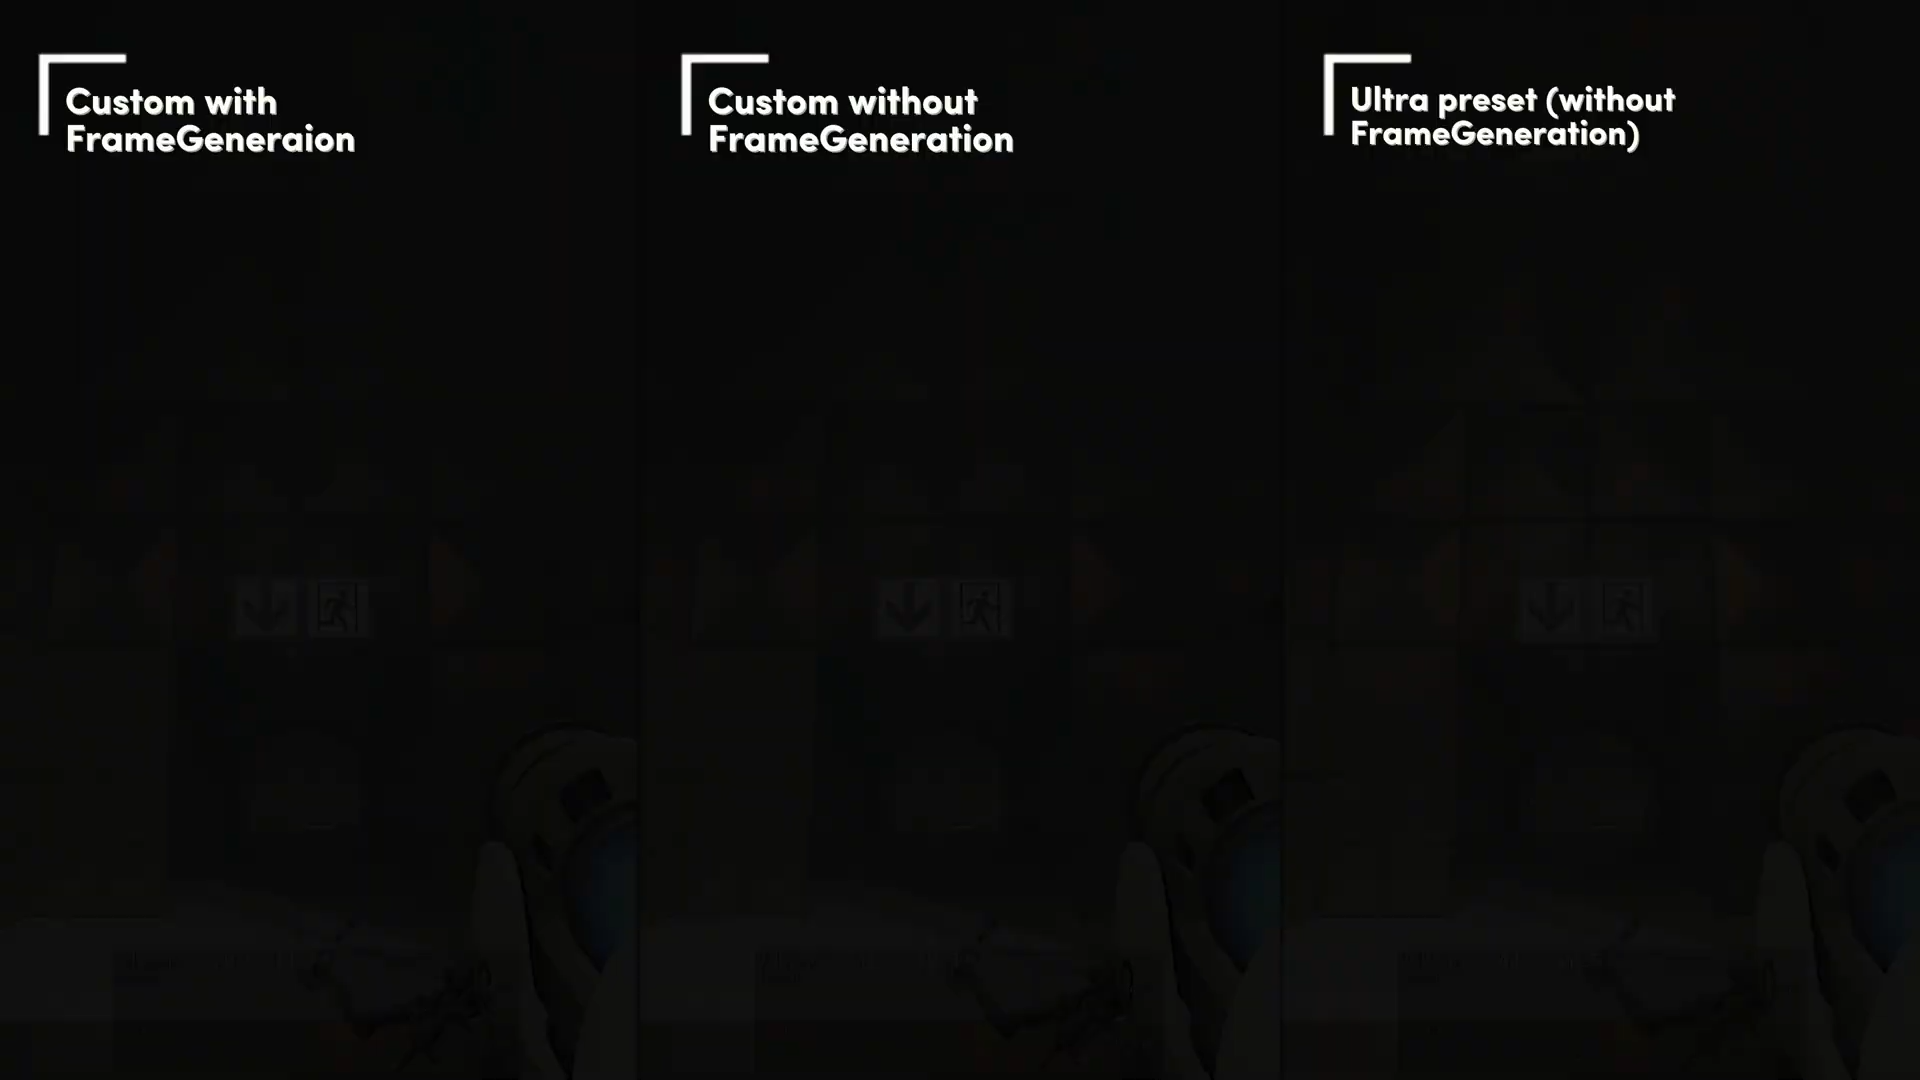 Custom with
FrameGeneraion
Custom without
FrameGeneration
Ultra preset (without
FrameGeneration)